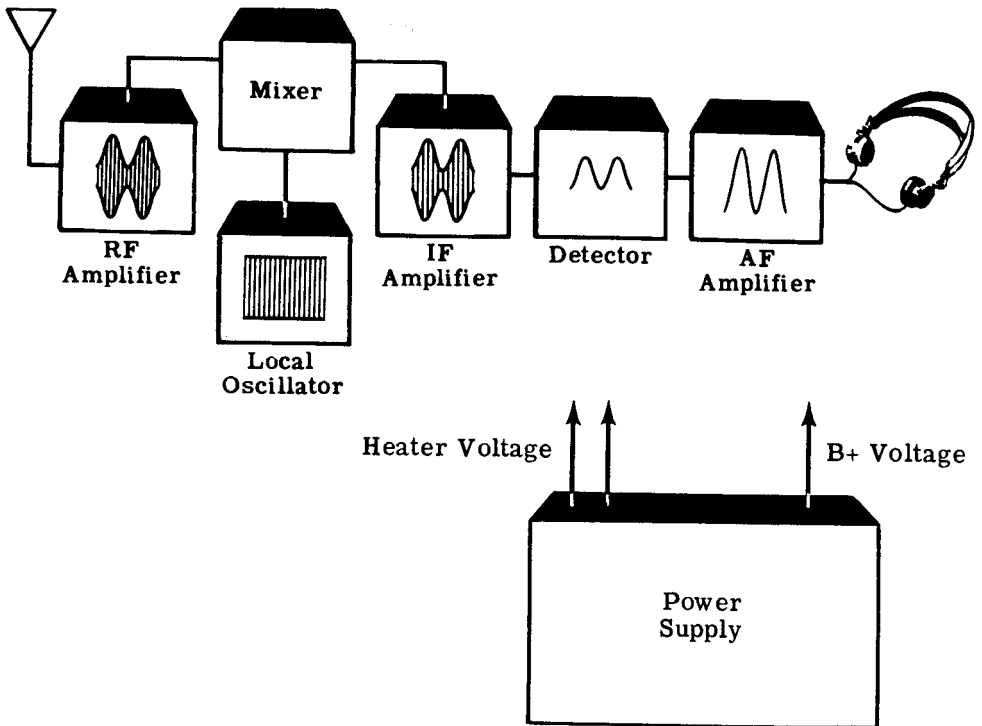 Mixer
RF
Amplifier
IF
Amplifier
Detector
AF
Amplifier
Local
Oscillator
Heater Voltage
B+ Voltage
Power
Supply